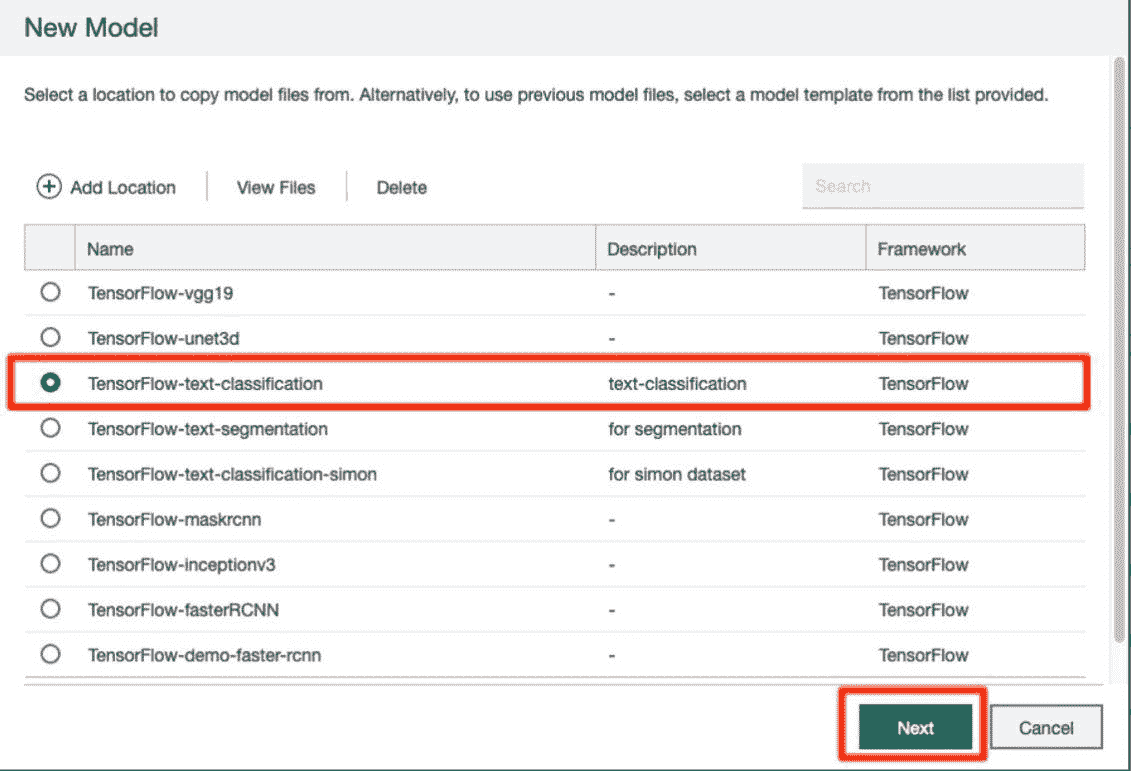 New Model
Select a location to copy model files from. Alternatively, to use previous model files, select a model template from the list provided.
Add Location View Files Delete Search
Name Description Framework
TensorFlow-vgg19 - TensorFlow
TensorFlow-unet3d - TensorFlow
TensorFlow-text-classification text-classification TensorFlow
TensorFlow-text-segmentation for segmentation TensorFlow
TensorFlow-text-classification-simon for simon dataset TensorFlow
TensorFlow-maskrcnn - TensorFlow
TensorFlow-inceptionv3 - TensorFlow
TensorFlow-fasterRCNN - TensorFlow
TensorFlow-demo-faster-rcnn - TensorFlow
Next Cancel